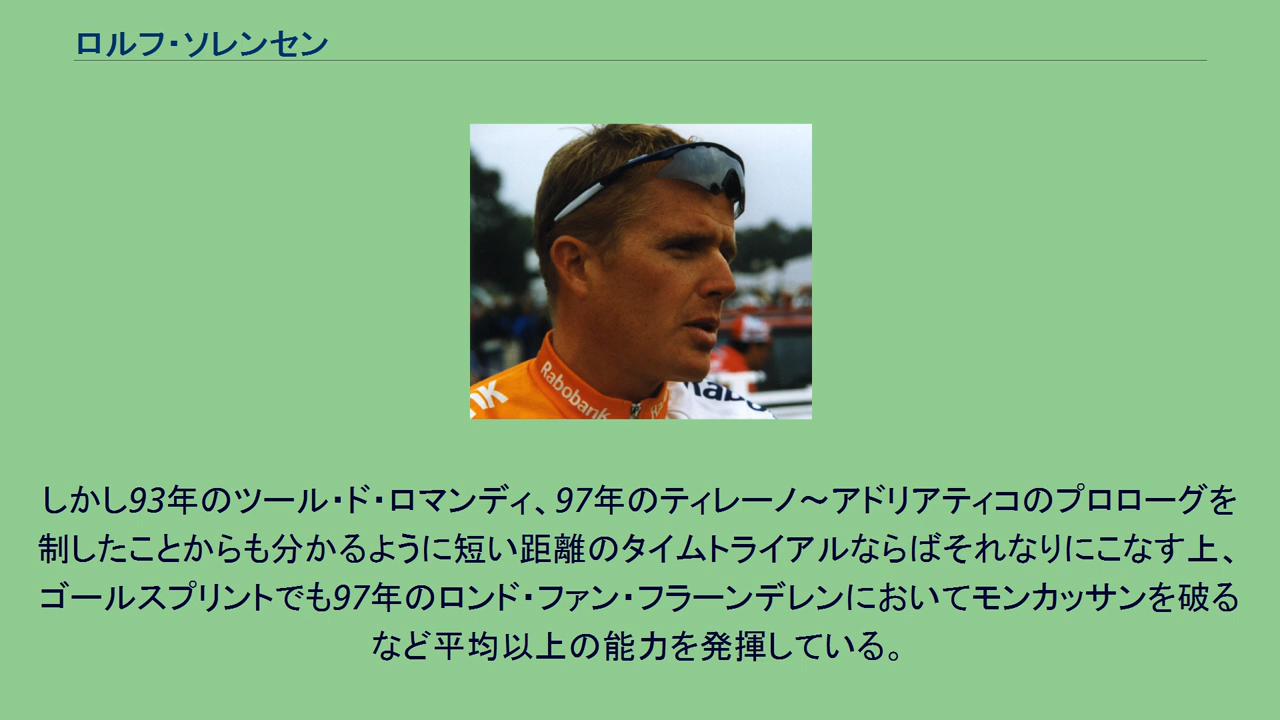 ロルフ・ソレンセン
Rabobank
しかし93年のツール・ド・ロマンディ、97年のティレーノ〜アドリアティコのプロローグを
制したことからも分かるように短い距離のタイムトライアルならばそれなりにこなす上、
ゴールスプリントでも97年のロンド・ファン・フラーンデレンにおいてモンカッサンを破る
など平均以上の能力を発揮している。